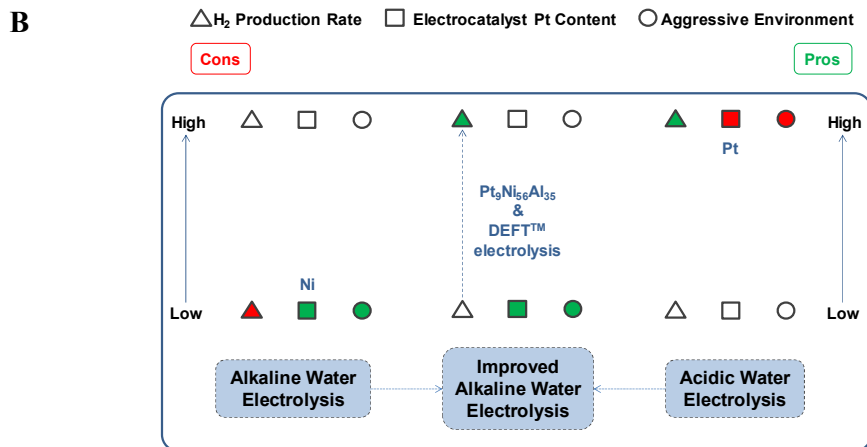 B
H₂ Production Rate Electrocatalyst Pt Content Aggressive Environment
Cons
Pros
High
High
Pt
Pt₉Ni₅₆Al₃₅
&
DEFT™
electrolysis
Ni
Low
Low
Alkaline Water
Electrolysis
Improved
Alkaline Water
Electrolysis
Acidic Water
Electrolysis